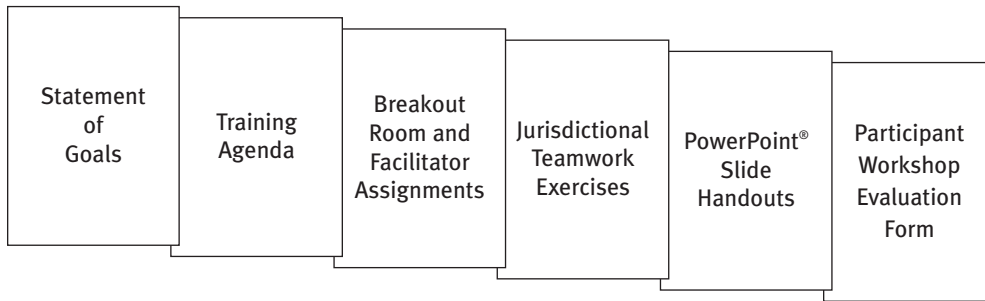 Statement
of
Goals
Training
Agenda
Breakout
Room and
Facilitator
Assignments
Jurisdictional
Teamwork
Exercises
PowerPoint®
Slide
Handouts
Participant
Workshop
Evaluation
Form